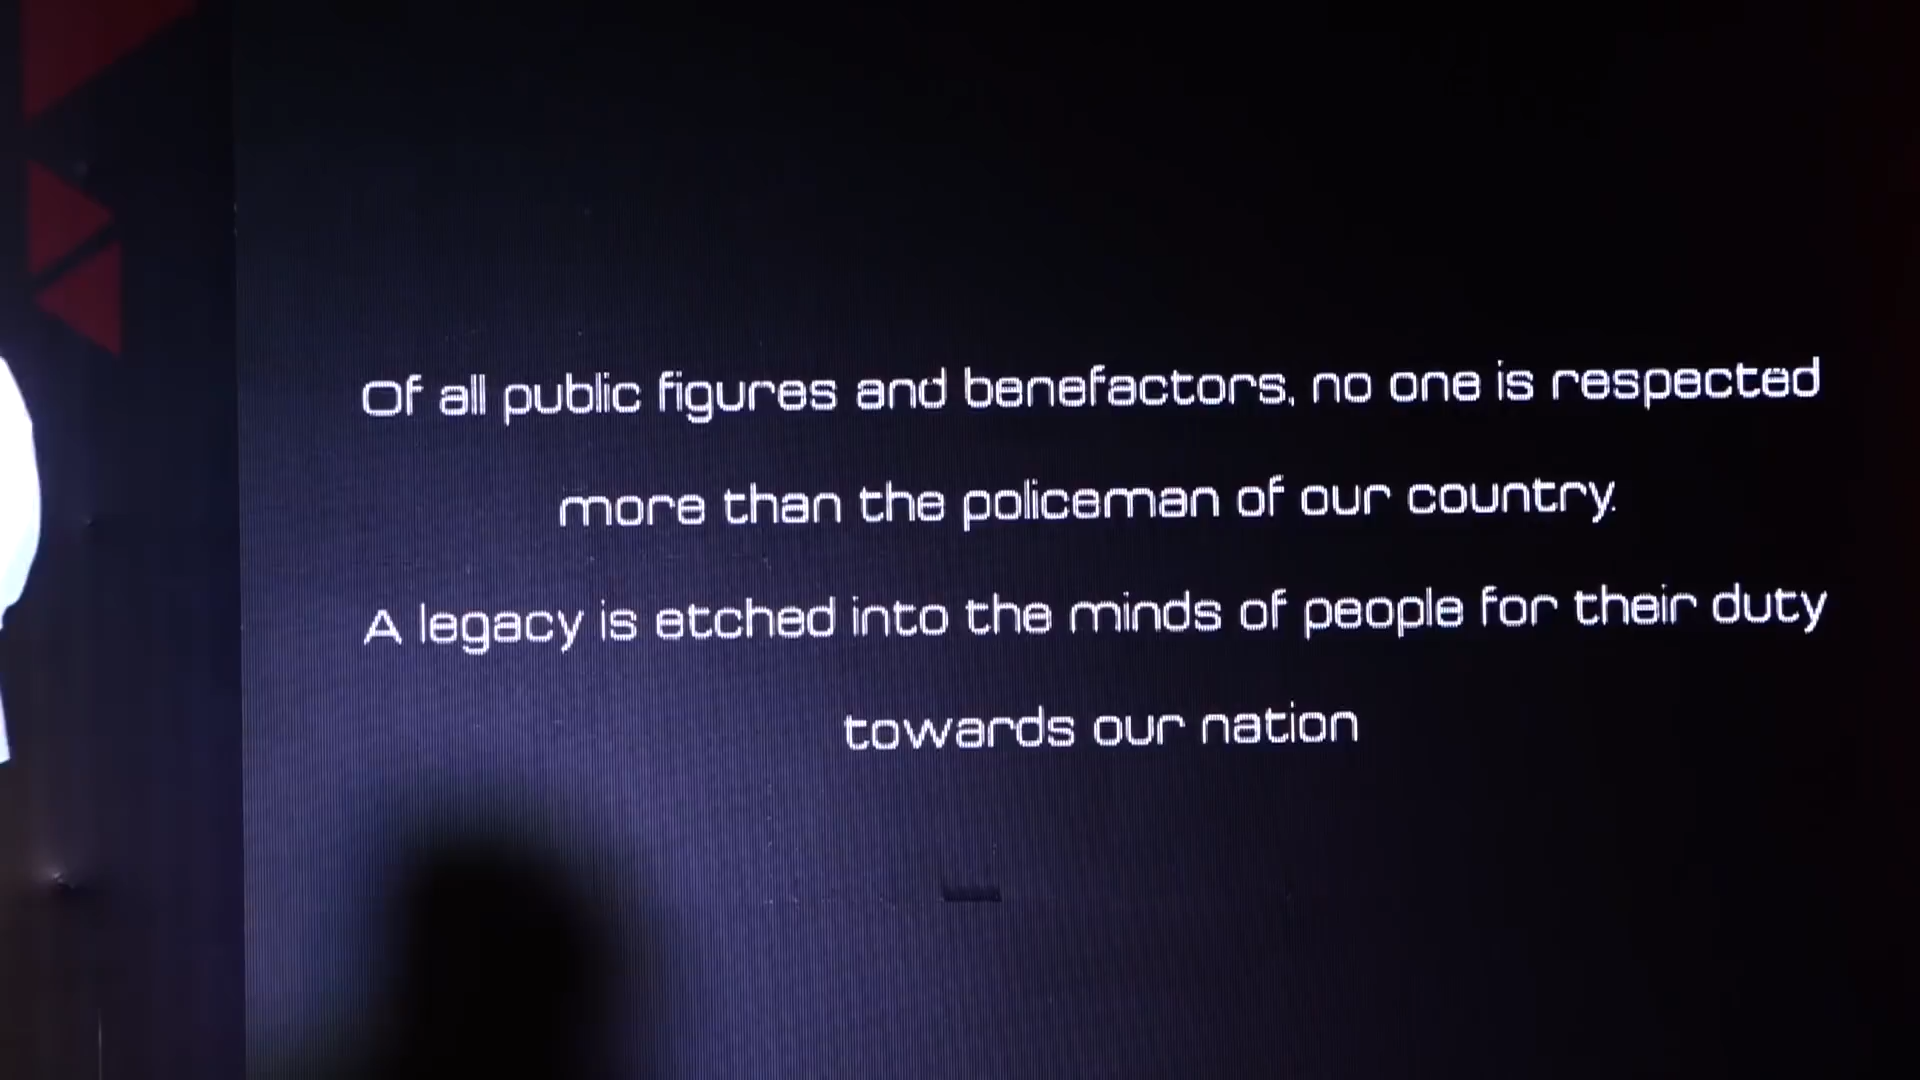 Of all public figures and benefactors, no one is respected
more than the policeman of our country.
A legacy is etched into the minds of people for their duty
towards our nation